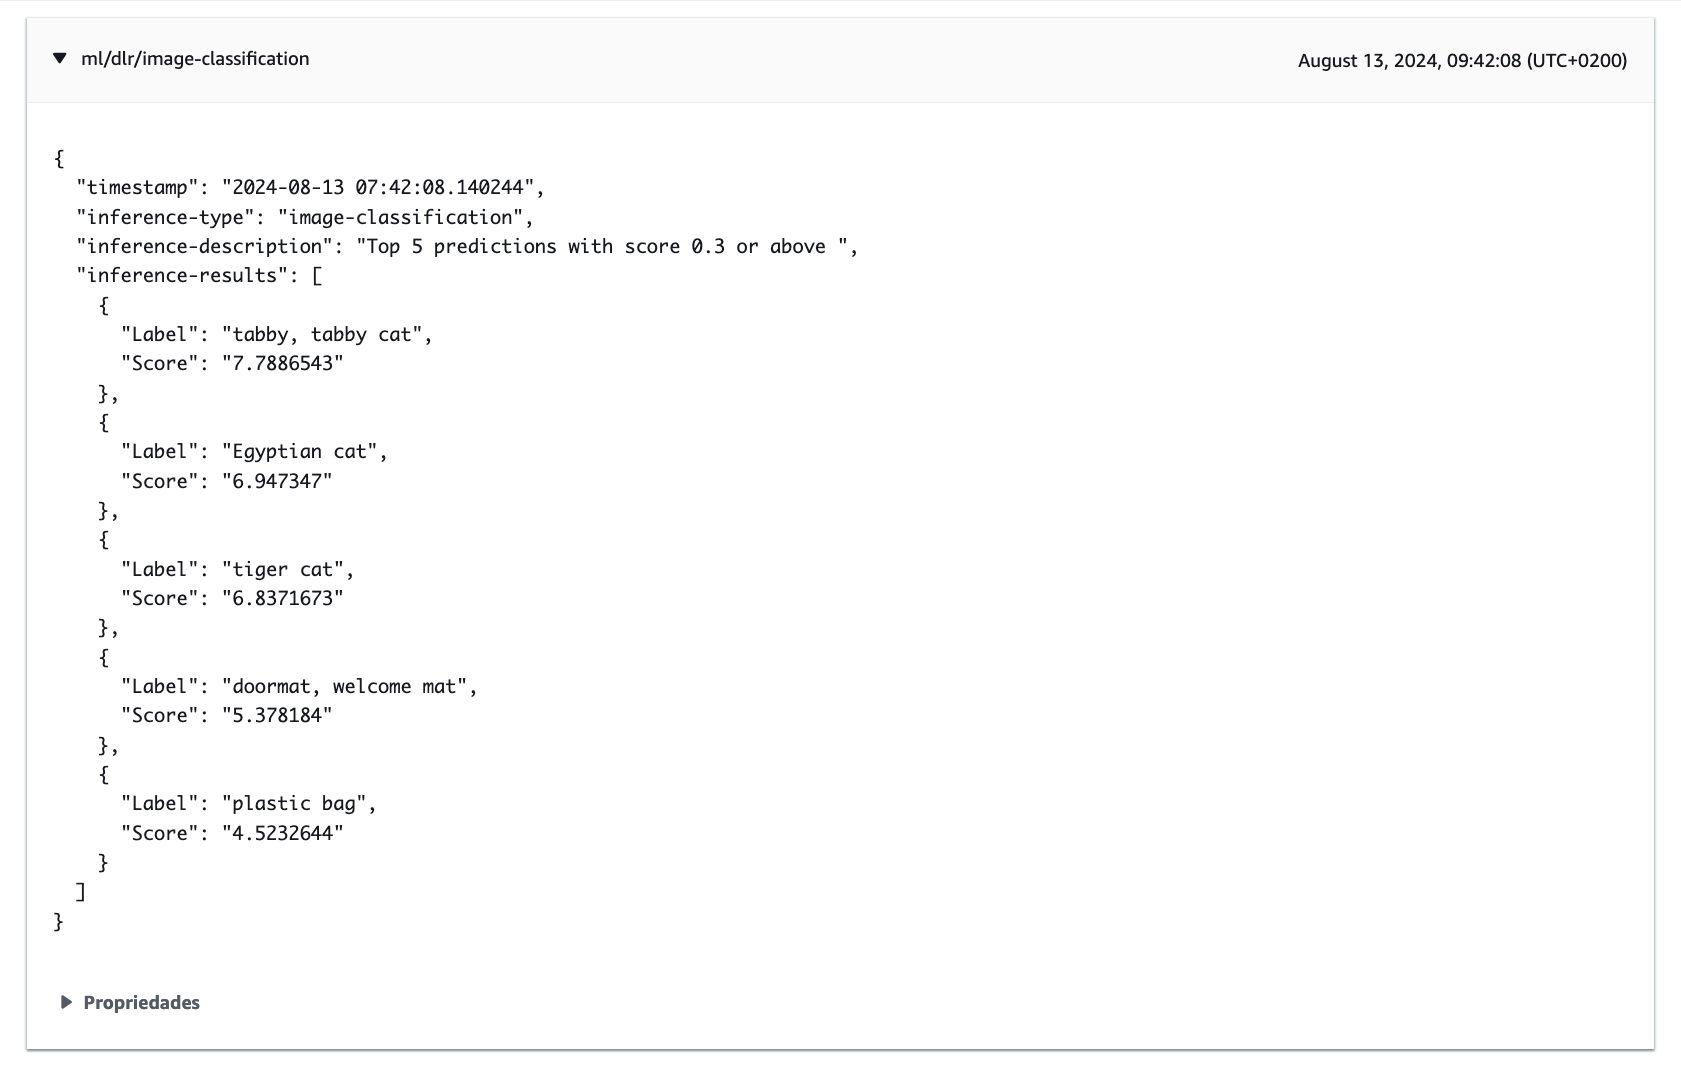 ml/dlr/image-classification
August 13, 2024, 09:42:08 (UTC+0200)
{
  "timestamp": "2024-08-13 07:42:08.140244",
  "inference-type": "image-classification",
  "inference-description": "Top 5 predictions with score 0.3 or above ",
  "inference-results": [
    {
      "Label": "tabby, tabby cat",
      "Score": "7.7886543"
    },
    {
      "Label": "Egyptian cat",
      "Score": "6.947347"
    },
    {
      "Label": "tiger cat",
      "Score": "6.8371673"
    },
    {
      "Label": "doormat, welcome mat",
      "Score": "5.378184"
    },
    {
      "Label": "plastic bag",
      "Score": "4.5232644"
    }
  ]
}
Propriedades